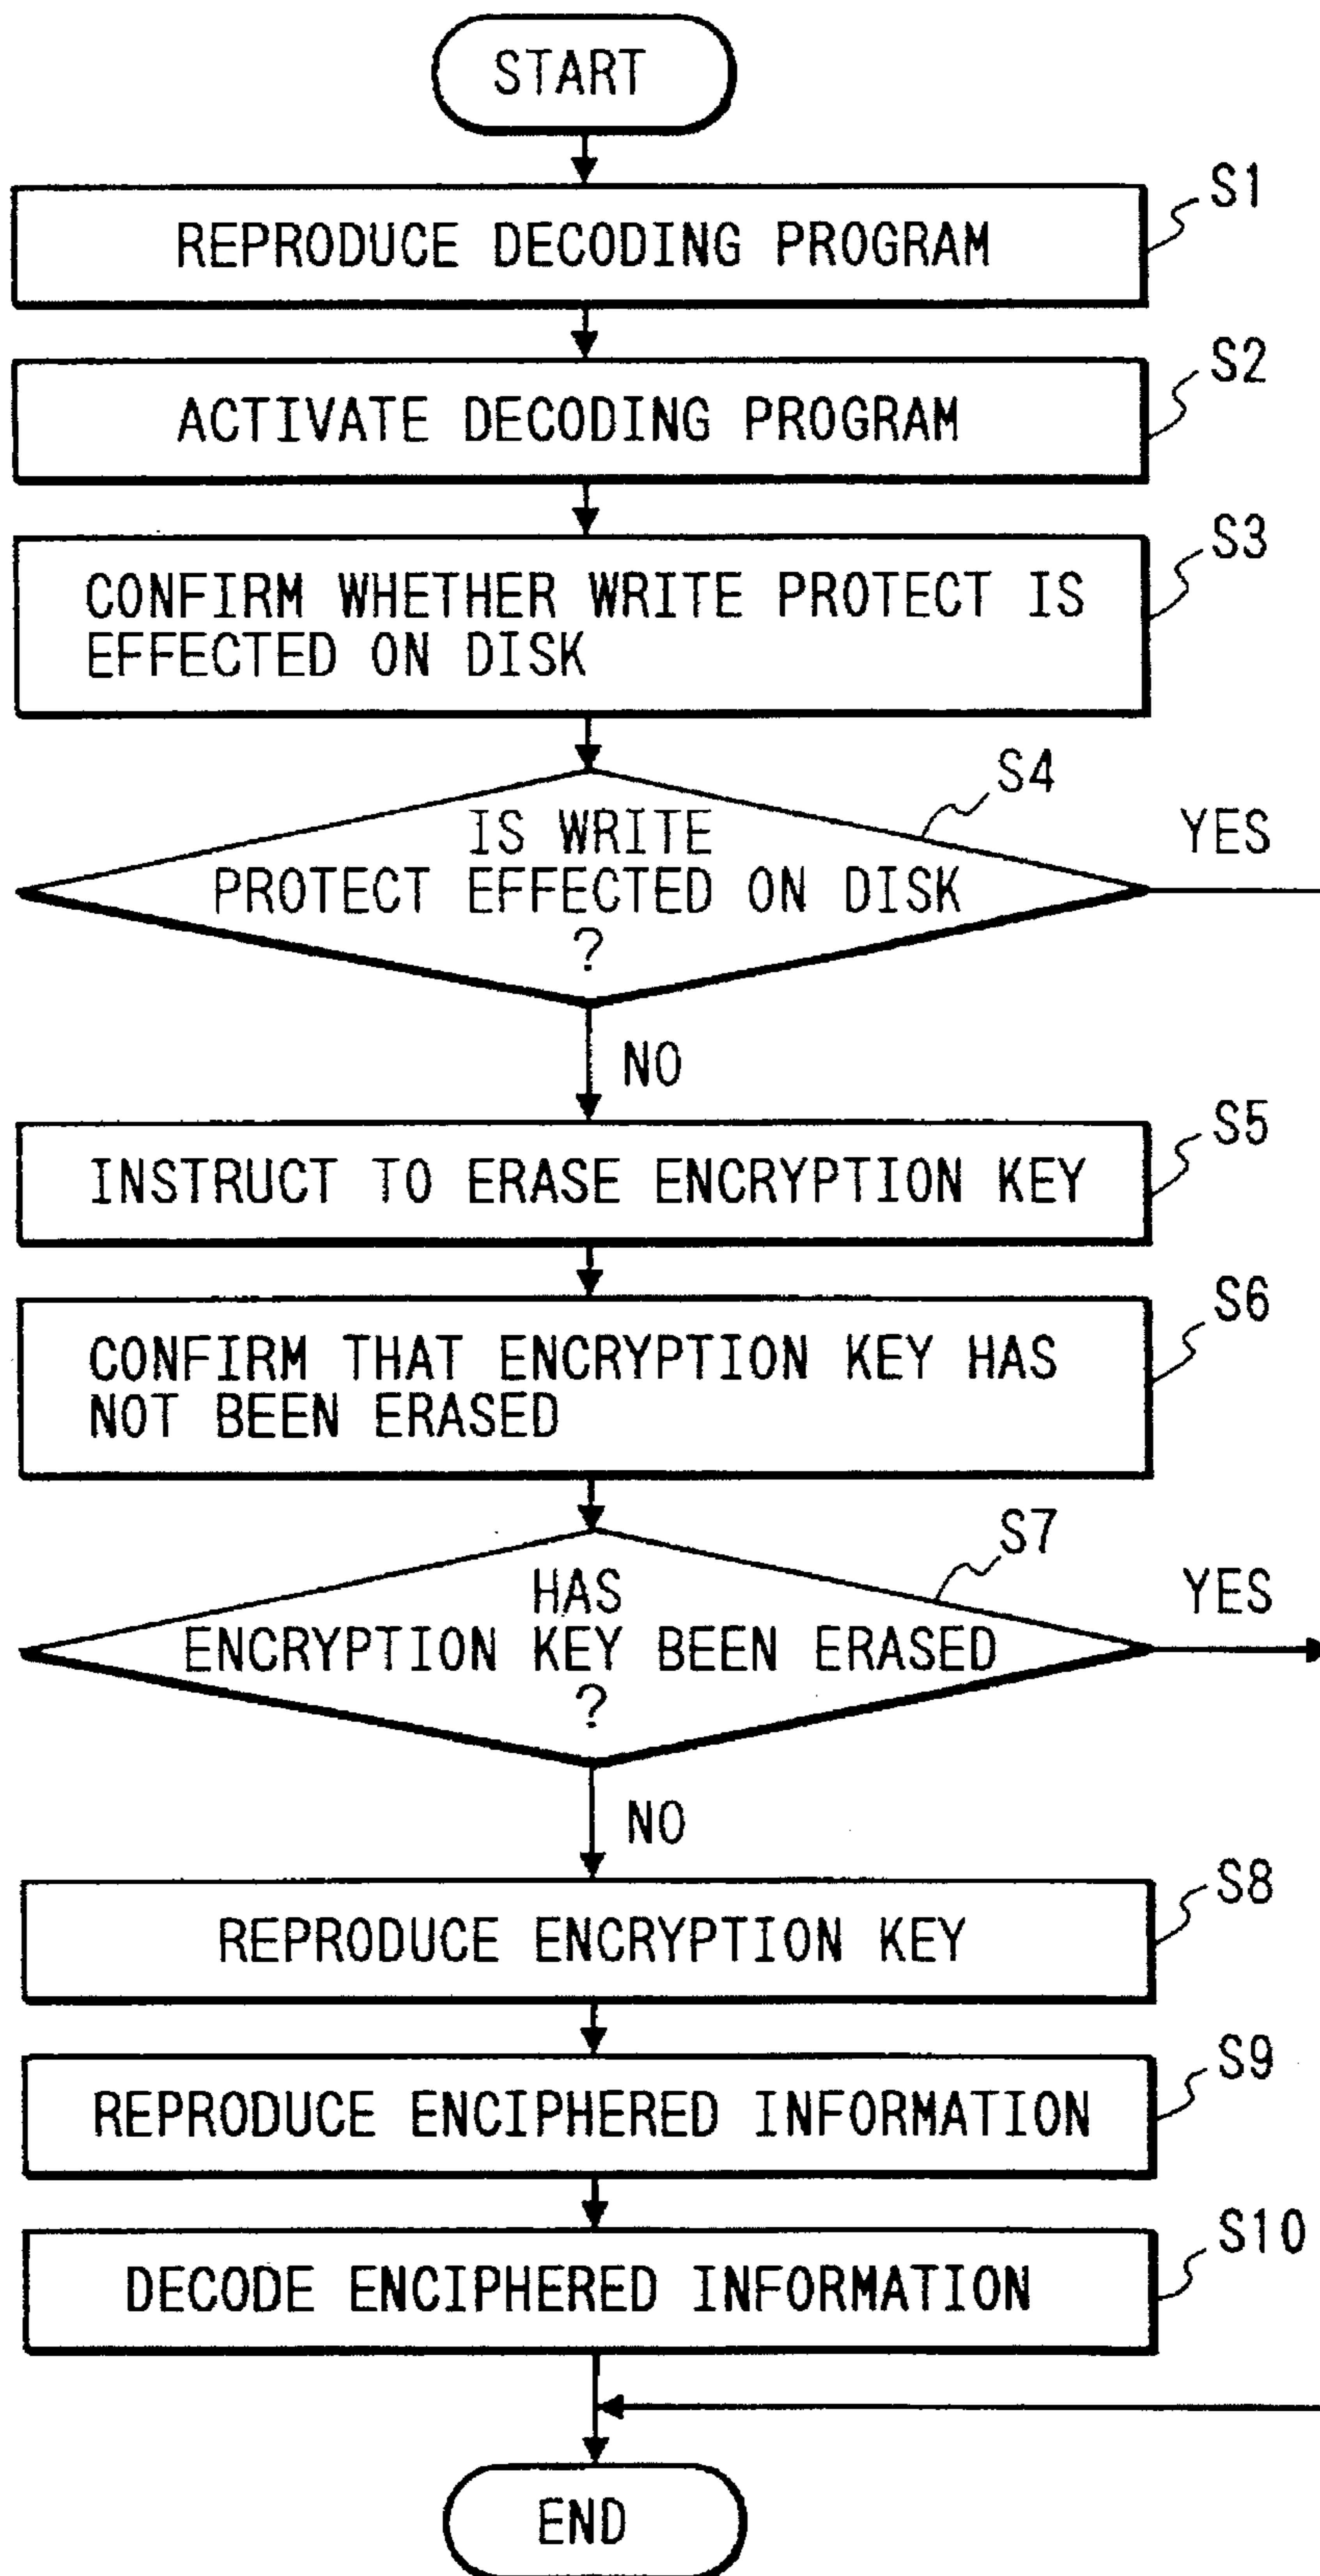 START
S1
REPRODUCE DECODING PROGRAM
S2
ACTIVATE DECODING PROGRAM
S3
CONFIRM WHETHER WRITE PROTECT IS
EFFECTED ON DISK
S4
IS WRITE
YES
PROTECT EFFECTED ON DISK
?
NO
S5
INSTRUCT TO ERASE ENCRYPTION KEY
S6
CONFIRM THAT ENCRYPTION KEY HAS
NOT BEEN ERASED
S7
HAS
YES
ENCRYPTION KEY BEEN ERASED
?
NO
S8
REPRODUCE ENCRYPTION KEY
S9
REPRODUCE ENCIPHERED INFORMATION
S10
DECODE ENCIPHERED INFORMATION
END